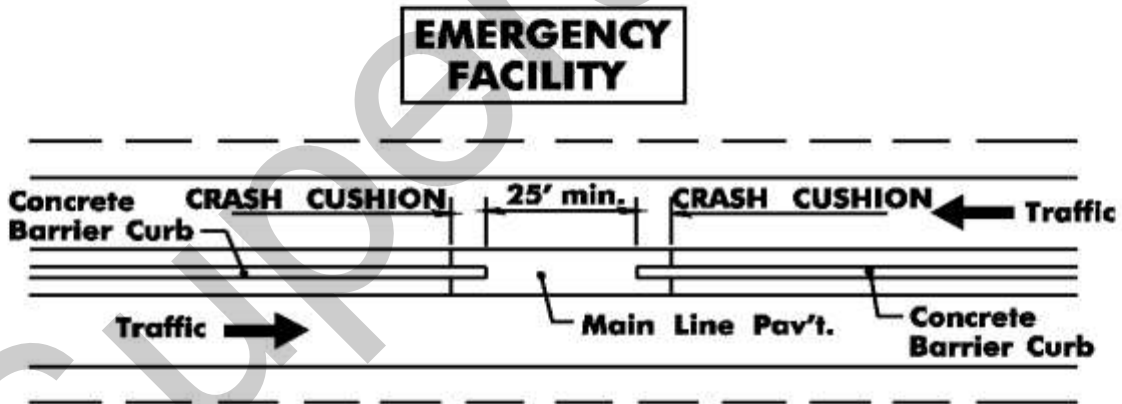 EMERGENCY
FACILITY
CRASH CUSHION
25' min.
CRASH CUSHION
Concrete
Barrier Curb
Traffic
Traffic
Main Line Pav't.
Concrete
Barrier Curb